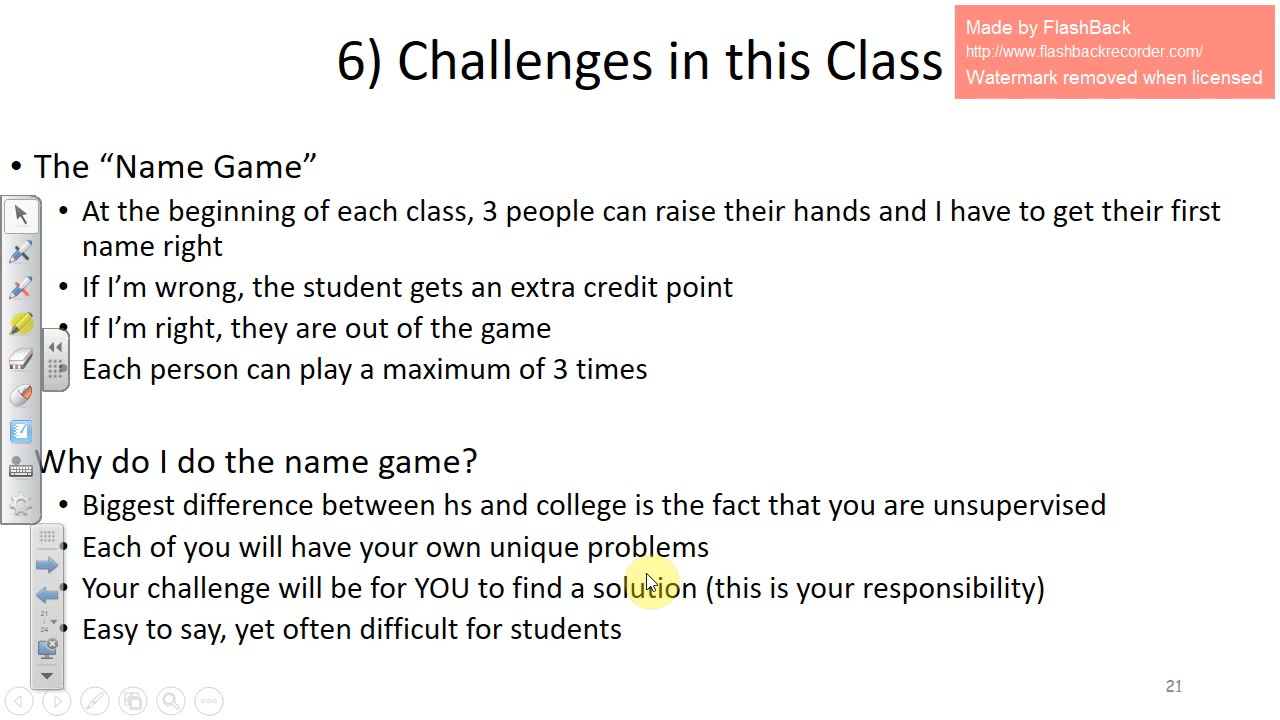 6) Challenges in this Class
Made by FlashBack
http://www.flashbackrecorder.com/
Watermark removed when licensed
• The “Name Game”
• At the beginning of each class, 3 people can raise their hands and I have to get their first
name right
• If I’m wrong, the student gets an extra credit point
• If I’m right, they are out of the game
Each person can play a maximum of 3 times
Why do I do the name game?
• Biggest difference between hs and college is the fact that you are unsupervised
• Each of you will have your own unique problems
• Your challenge will be for YOU to find a solution (this is your responsibility)
• Easy to say, yet often difficult for students
21
/
24
21